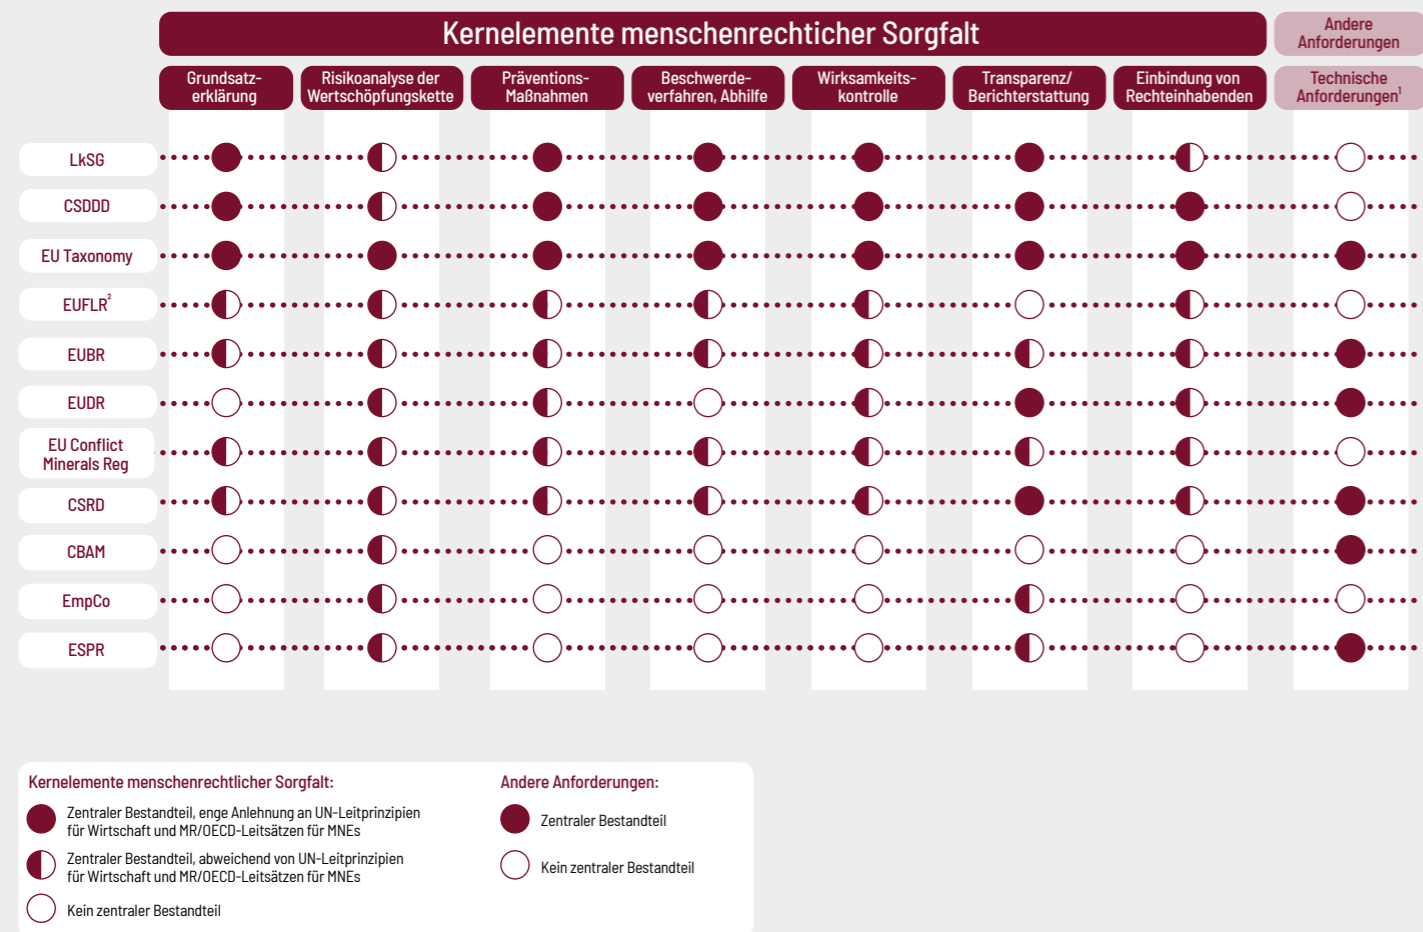 Kernelemente menschenrechticher Sorgfalt
Andere
Anforderungen
Grundsatz-
erklärung
Risikoanalyse der
Wertschöpfungskette
Präventions-
Maßnahmen
Beschwerde-
verfahren, Abhilfe
Wirksamkeits-
kontrolle
Transparenz/
Berichterstattung
Einbindung von
Rechteinhabenden
Technische
Anforderungen¹
LkSG
CSDDD
EU Taxonomy
EUFLR²
EUBR
EUDR
EU Conflict
Minerals Reg
CSRD
CBAM
EmpCo
ESPR
Kernelemente menschenrechtlicher Sorgfalt:
Zentraler Bestandteil, enge Anlehnung an UN-Leitprinzipien
für Wirtschaft und MR/OECD-Leitsätzen für MNEs
Zentraler Bestandteil, abweichend von UN-Leitprinzipien
für Wirtschaft und MR/OECD-Leitsätzen für MNEs
Kein zentraler Bestandteil
Andere Anforderungen:
Zentraler Bestandteil
Kein zentraler Bestandteil